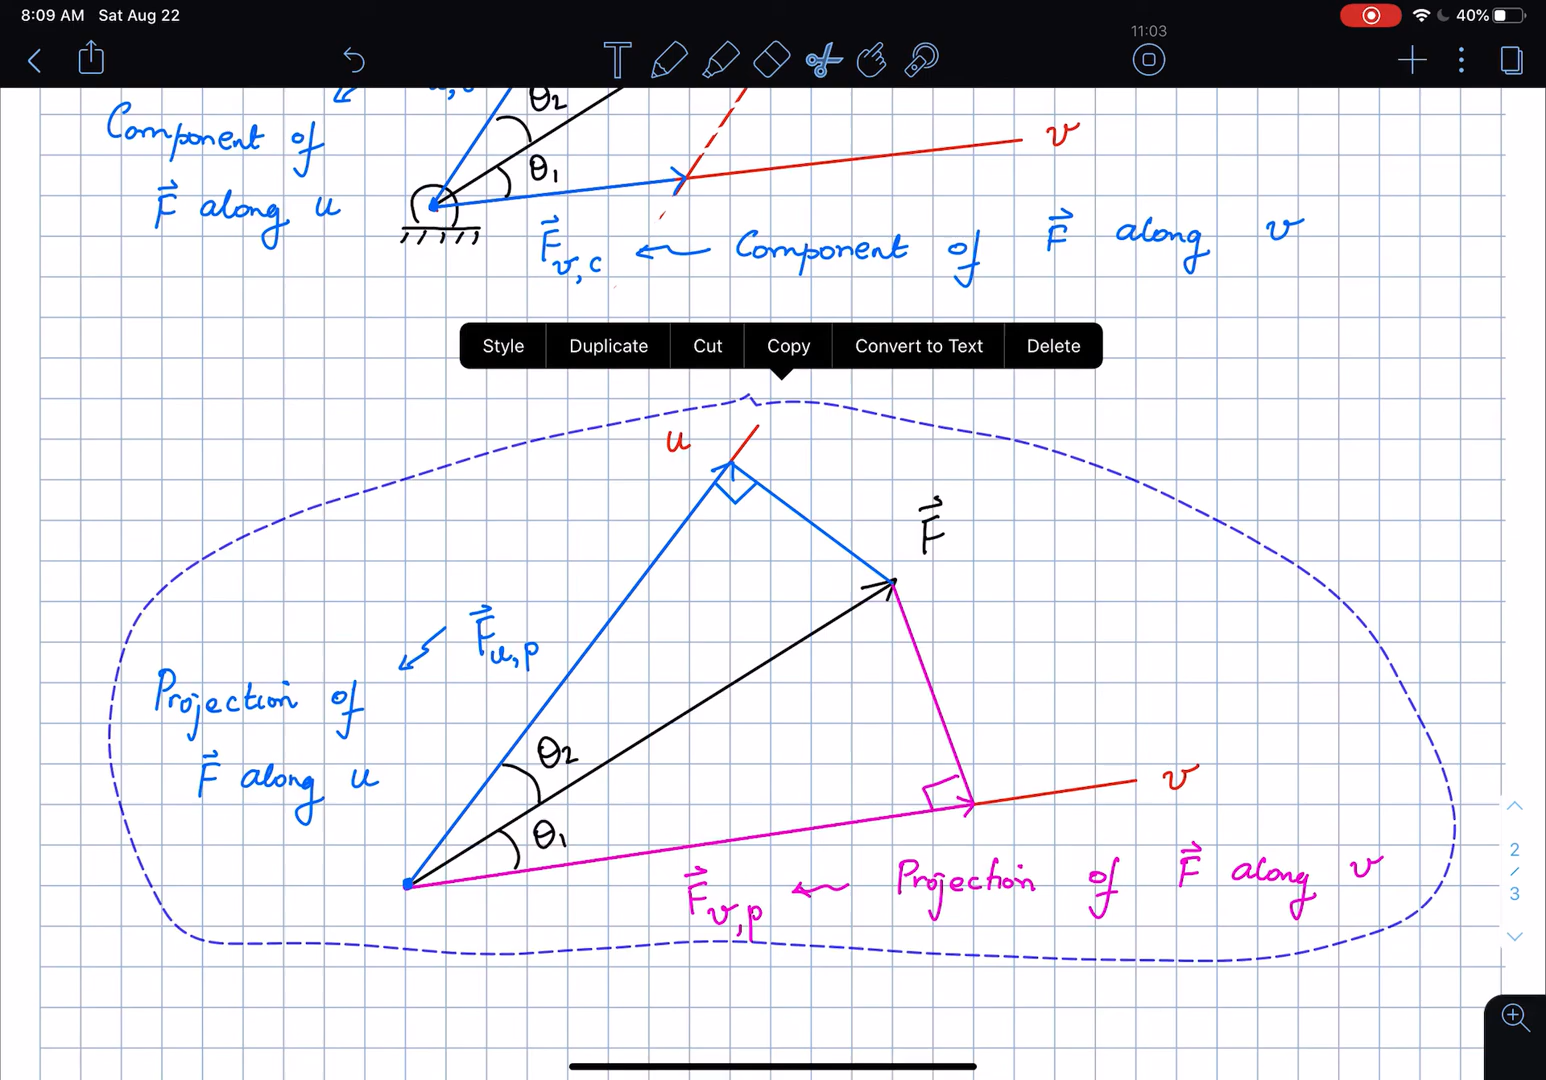 8:09 AM Sat Aug 22
40%
11:03
T
θ2
Component of
v
θ1
F⃗ along u
F⃗v,c ← Component of F⃗ along v
Style Duplicate Cut Copy Convert to Text Delete
u
F⃗
F⃗u,p
Projection of
F⃗ along u
θ2
v
θ1
F⃗v,p ← Projection of F⃗ along v
2
/
3